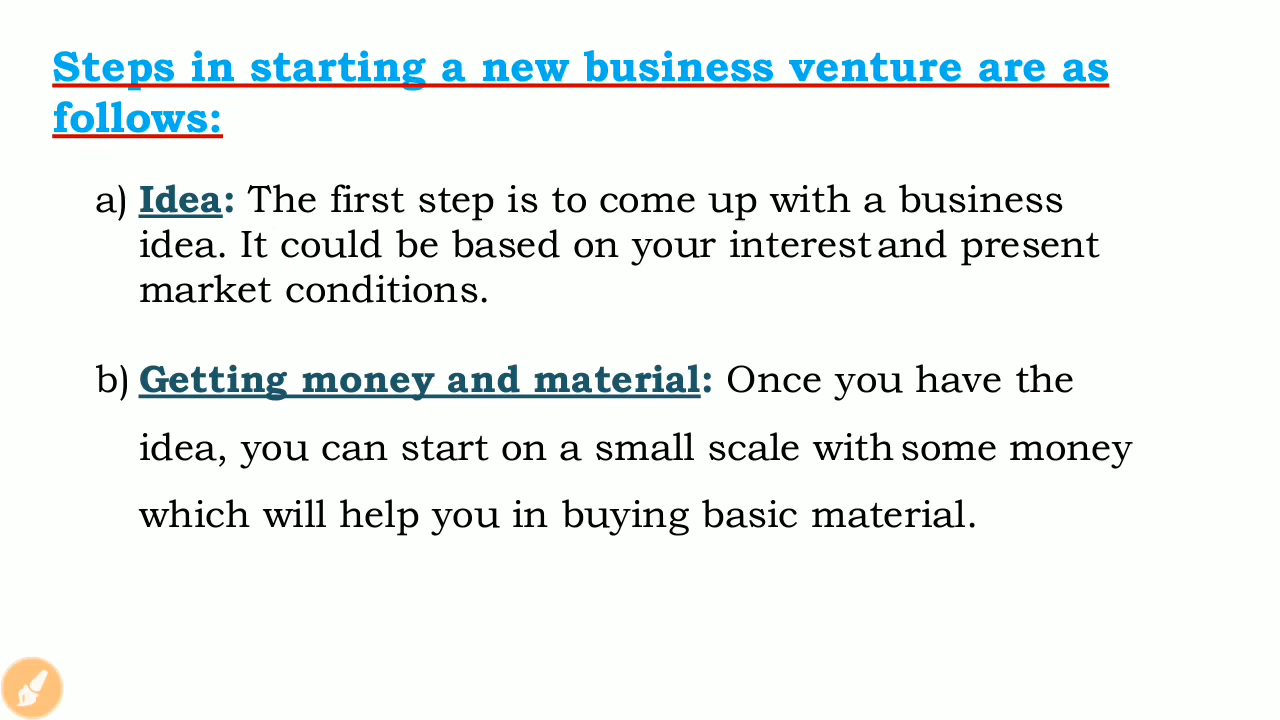 Steps in starting a new business venture are as
follows:
a) Idea: The first step is to come up with a business
idea. It could be based on your interest and present
market conditions.
b) Getting money and material: Once you have the
idea, you can start on a small scale with some money
which will help you in buying basic material.